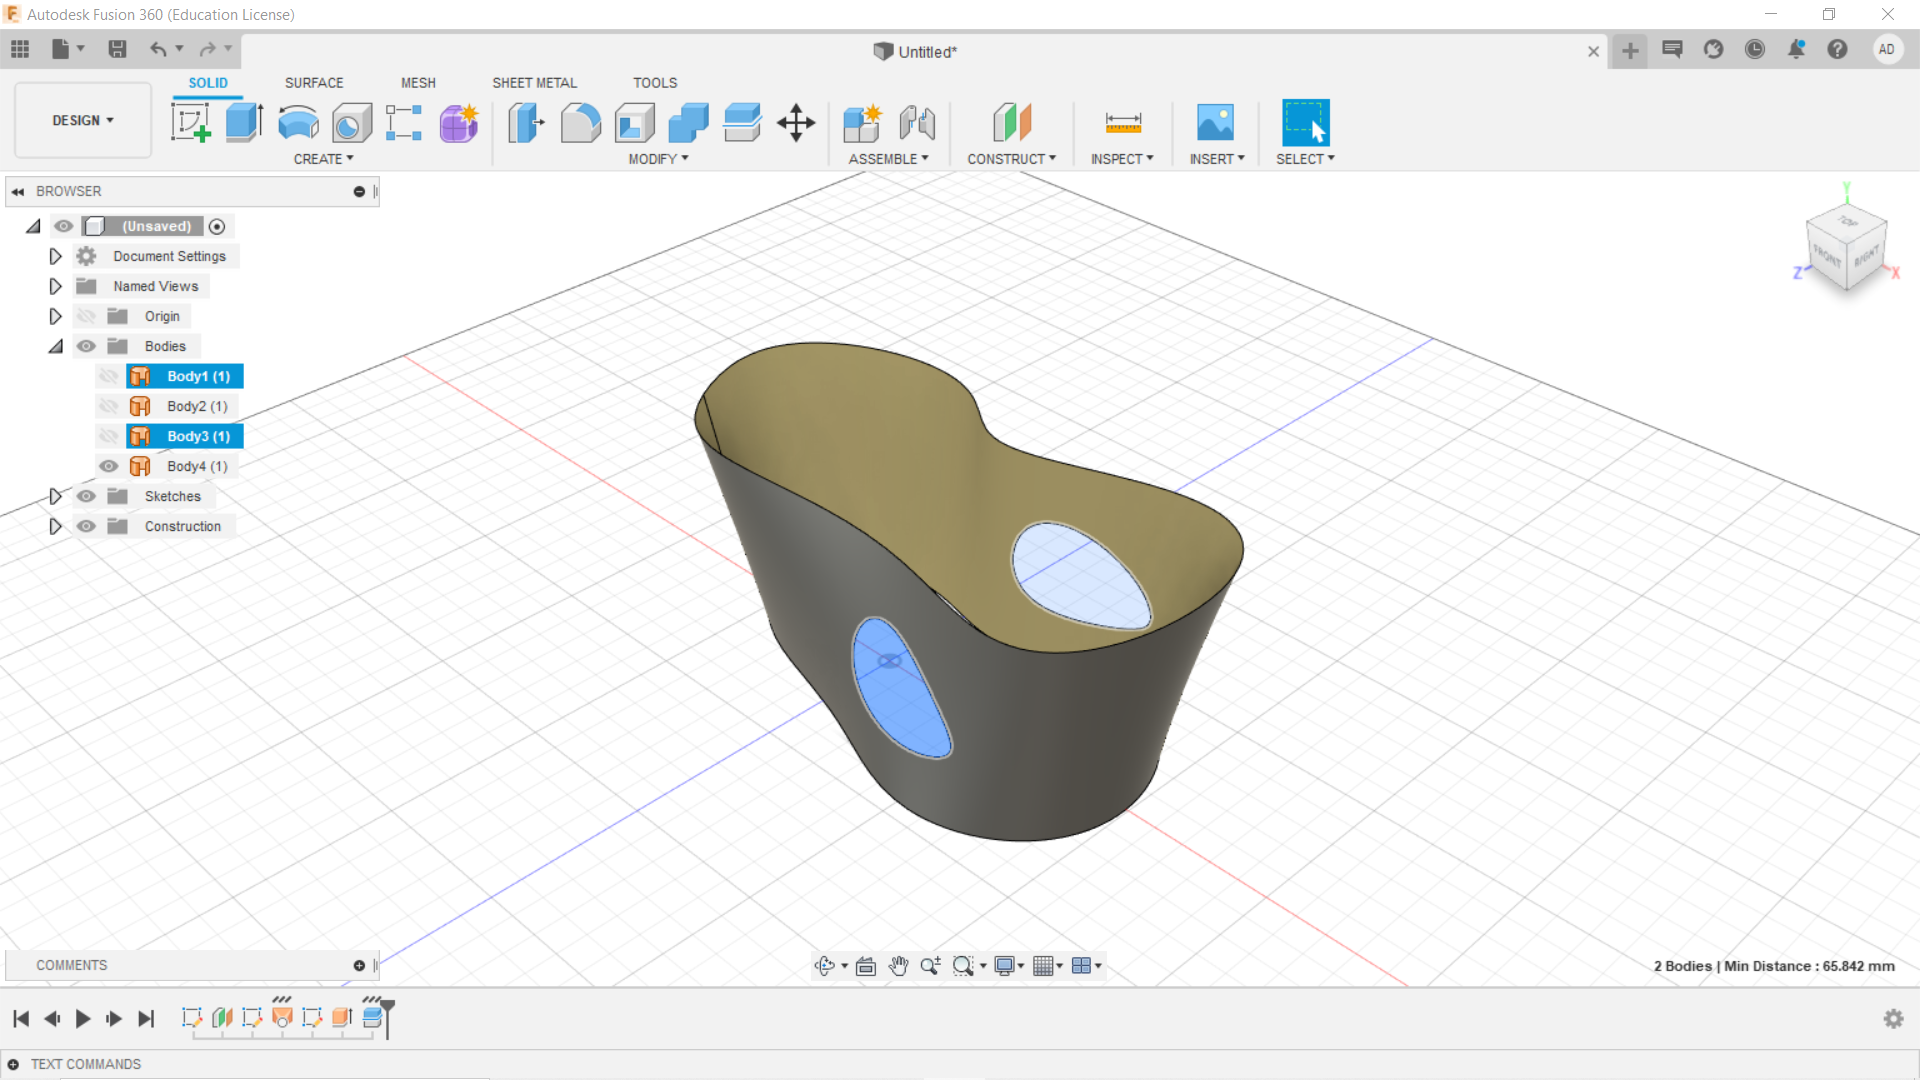 Autodesk Fusion 360 (Education License)
Untitled*
AD
DESIGN
SOLID
SURFACE
MESH
SHEET METAL
TOOLS
CREATE
MODIFY
ASSEMBLE
CONSTRUCT
INSPECT
INSERT
SELECT
BROWSER
(Unsaved)
Document Settings
Named Views
Origin
Bodies
Body1 (1)
Body2 (1)
Body3 (1)
Body4 (1)
Sketches
Construction
Y
TOP
FRONT
RIGHT
Z
X
COMMENTS
2 Bodies | Min Distance : 65.842 mm
TEXT COMMANDS